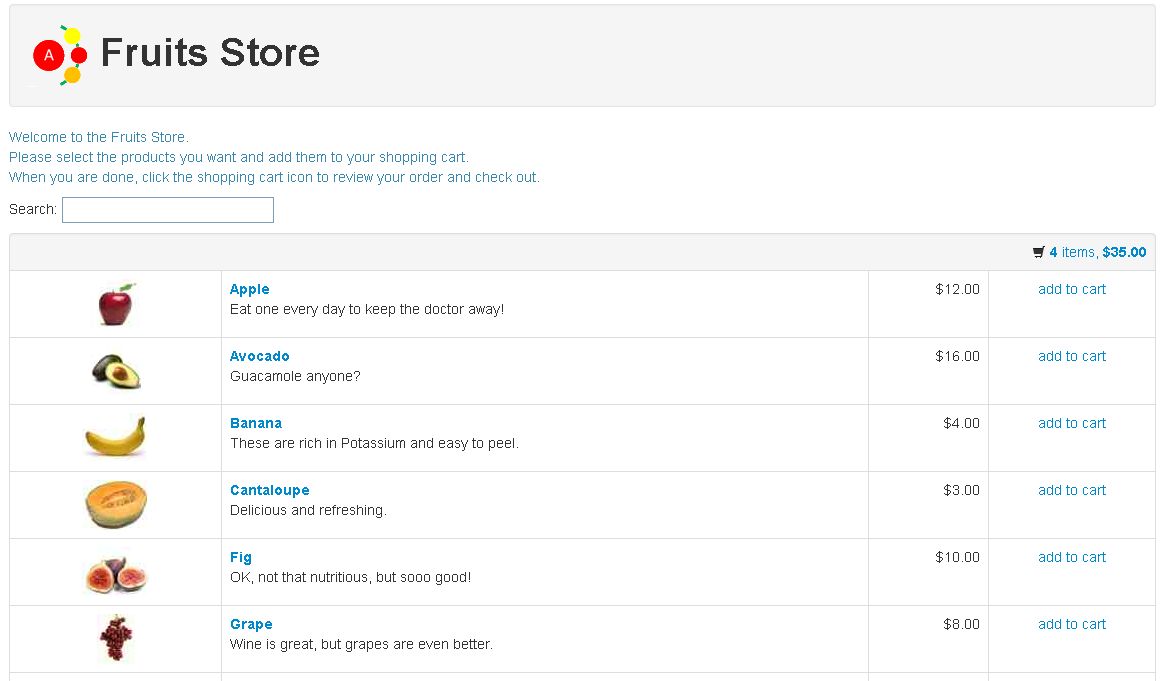 A Fruits Store
Welcome to the Fruits Store.
Please select the products you want and add them to your shopping cart.
When you are done, click the shopping cart icon to review your order and check out.
Search:
4 items, $35.00
Apple $12.00 add to cart
Eat one every day to keep the doctor away!
Avocado $16.00 add to cart
Guacamole anyone?
Banana $4.00 add to cart
These are rich in Potassium and easy to peel.
Cantaloupe $3.00 add to cart
Delicious and refreshing.
Fig $10.00 add to cart
OK, not that nutritious, but sooo good!
Grape $8.00 add to cart
Wine is great, but grapes are even better.